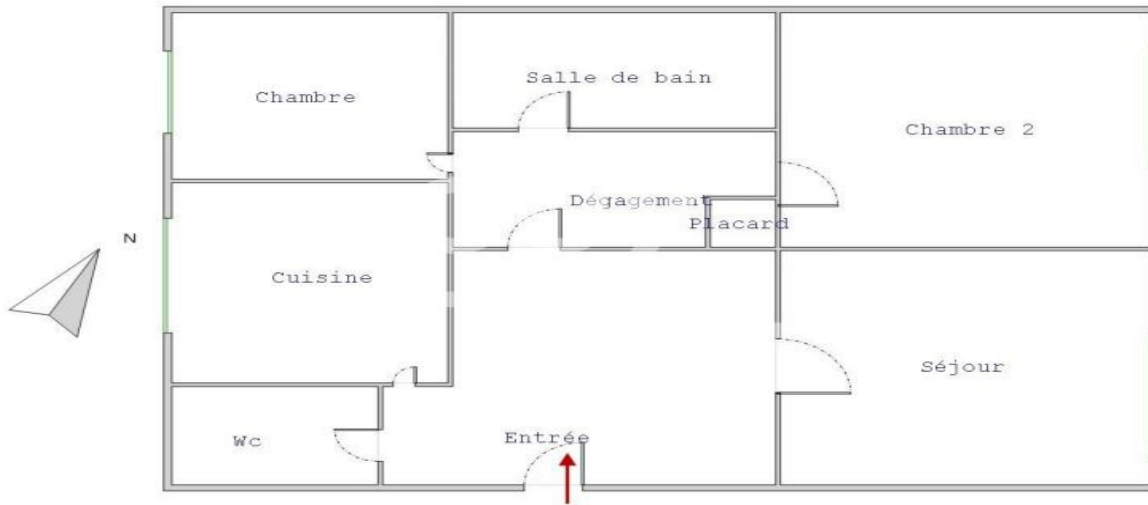 Salle de bain
Chambre
Chambre 2
Dégagement
Placard
N
Cuisine
Séjour
Entrée
Wc